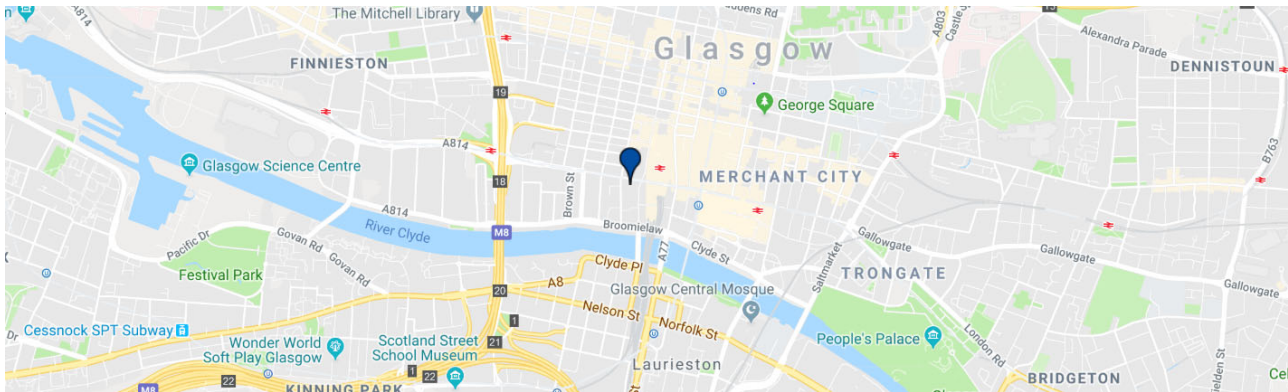 A814
The Mitchell Library
Glasgow
A803
Alexandra Parade
FINNIESTON
DENNISTOUN
19
George Square
B763
A814
Glasgow Science Centre
18
Brown St
MERCHANT CITY
A814
River Clyde
M8
Broomielaw
Pacific Dr
Govan Rd
Govan Rd
Clyde St
A77
Saltmarket
Gallowgate
Gallowgate
Festival Park
Clyde Pl
TRONGATE
A8
20
Glasgow Central Mosque
Gallowgate
Nelson St
Norfolk St
Cessnock SPT Subway
1
Wonder World
Soft Play Glasgow
Scotland Street
School Museum
21
People's Palace
London Rd
Laurieston
1
22
22
M8
KINNING PARK
BRIDGETON